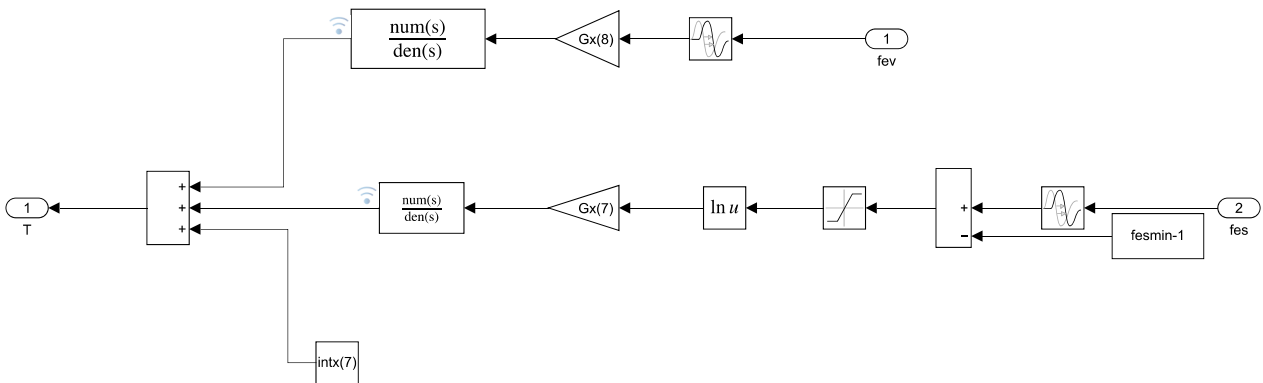 num(s)
den(s)
Gx(8)
1
fev
1
T
+
+
+
num(s)
den(s)
Gx(7)
ln u
+
−
2
fes
fesmin-1
intx(7)